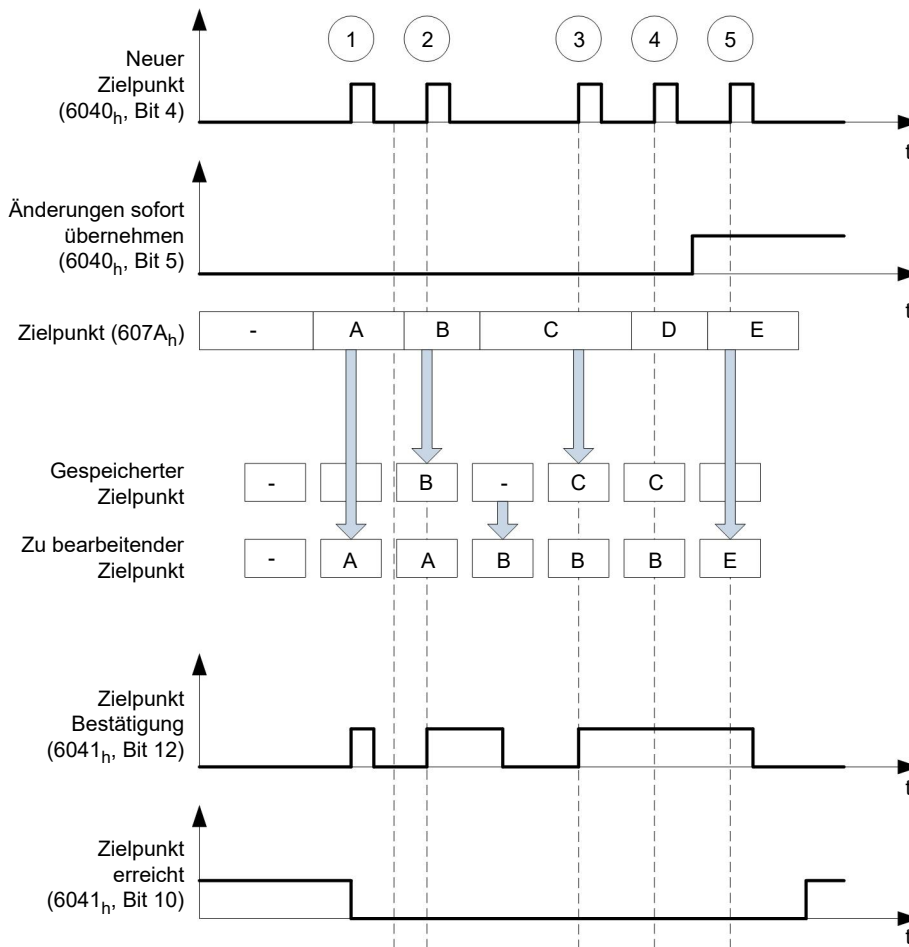 1 2 3 4 5
Neuer
Zielpunkt
(6040h, Bit 4)
t
Änderungen sofort
übernehmen
(6040h, Bit 5)
t
Zielpunkt (607Ah)
- A B C D E
Gespeicherter
Zielpunkt
- B - C C
Zu bearbeitender
Zielpunkt
- A A B B B E
Zielpunkt
Bestätigung
(6041h, Bit 12)
t
Zielpunkt
erreicht
(6041h, Bit 10)
t